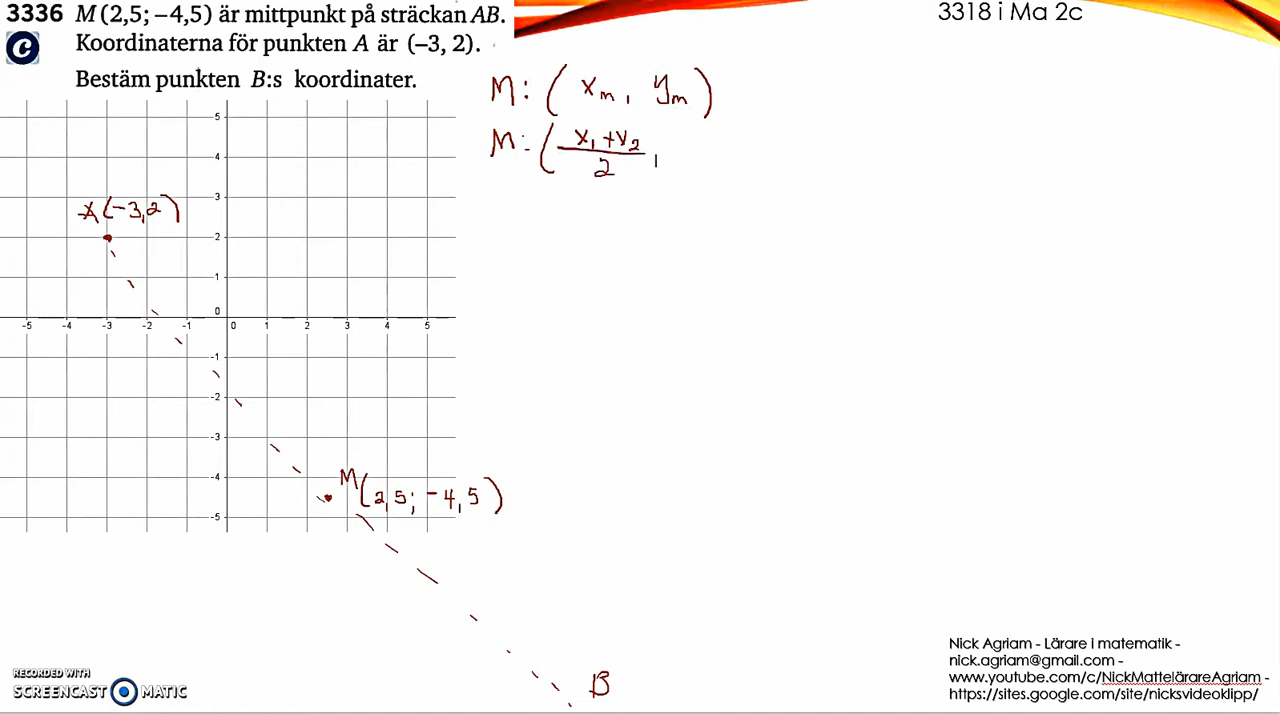 3336 M(2,5; −4,5) är mittpunkt på sträckan AB.
Koordinaterna för punkten A är (−3, 2).
Bestäm punkten B:s koordinater.
C
3318 i Ma 2c
M: ( xm, ym )
M: ( x1 + x2 / 2 ,
A(−3,2)
5
4
3
2
1
0
-5 -4 -3 -2 -1 0 1 2 3 4 5
-1
-2
-3
-4
-5
M(2,5; −4,5)
B
RECORDED WITH
SCREENCAST MATIC
Nick Agriam - Lärare i matematik -
nick.agriam@gmail.com -
www.youtube.com/c/NickMattelärareAgriam -
https://sites.google.com/site/nicksvideoklipp/